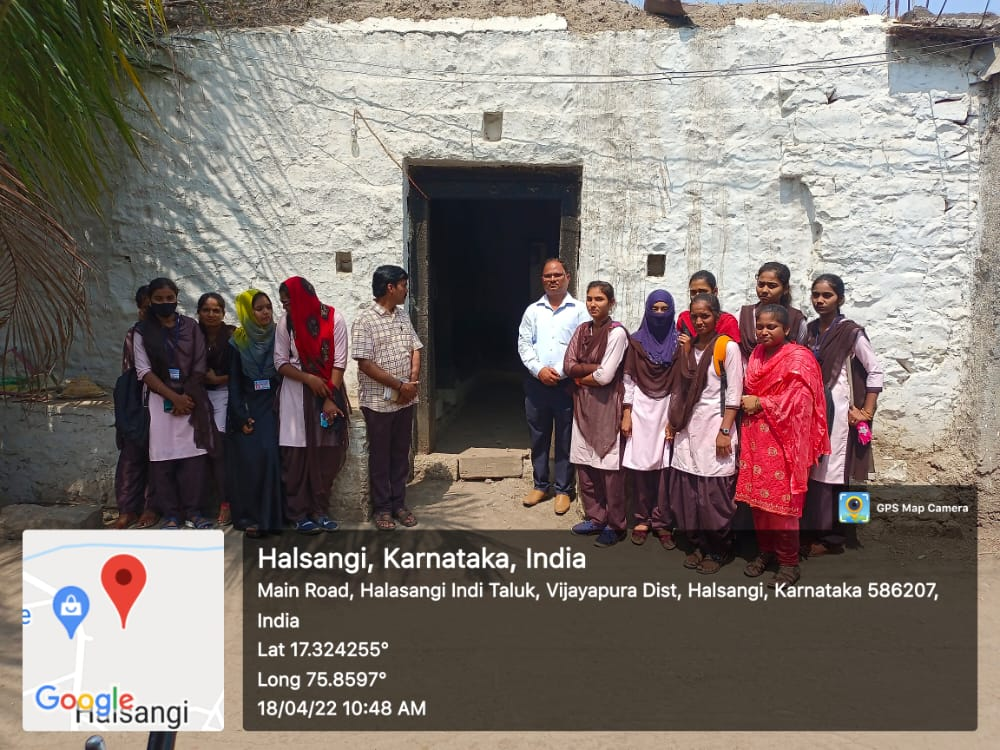 GPS Map Camera
Halsangi, Karnataka, India
Main Road, Halasangi Indi Taluk, Vijayapura Dist, Halsangi, Karnataka 586207,
India
Lat 17.324255°
Long 75.8597°
18/04/22 10:48 AM
Google
Halsangi